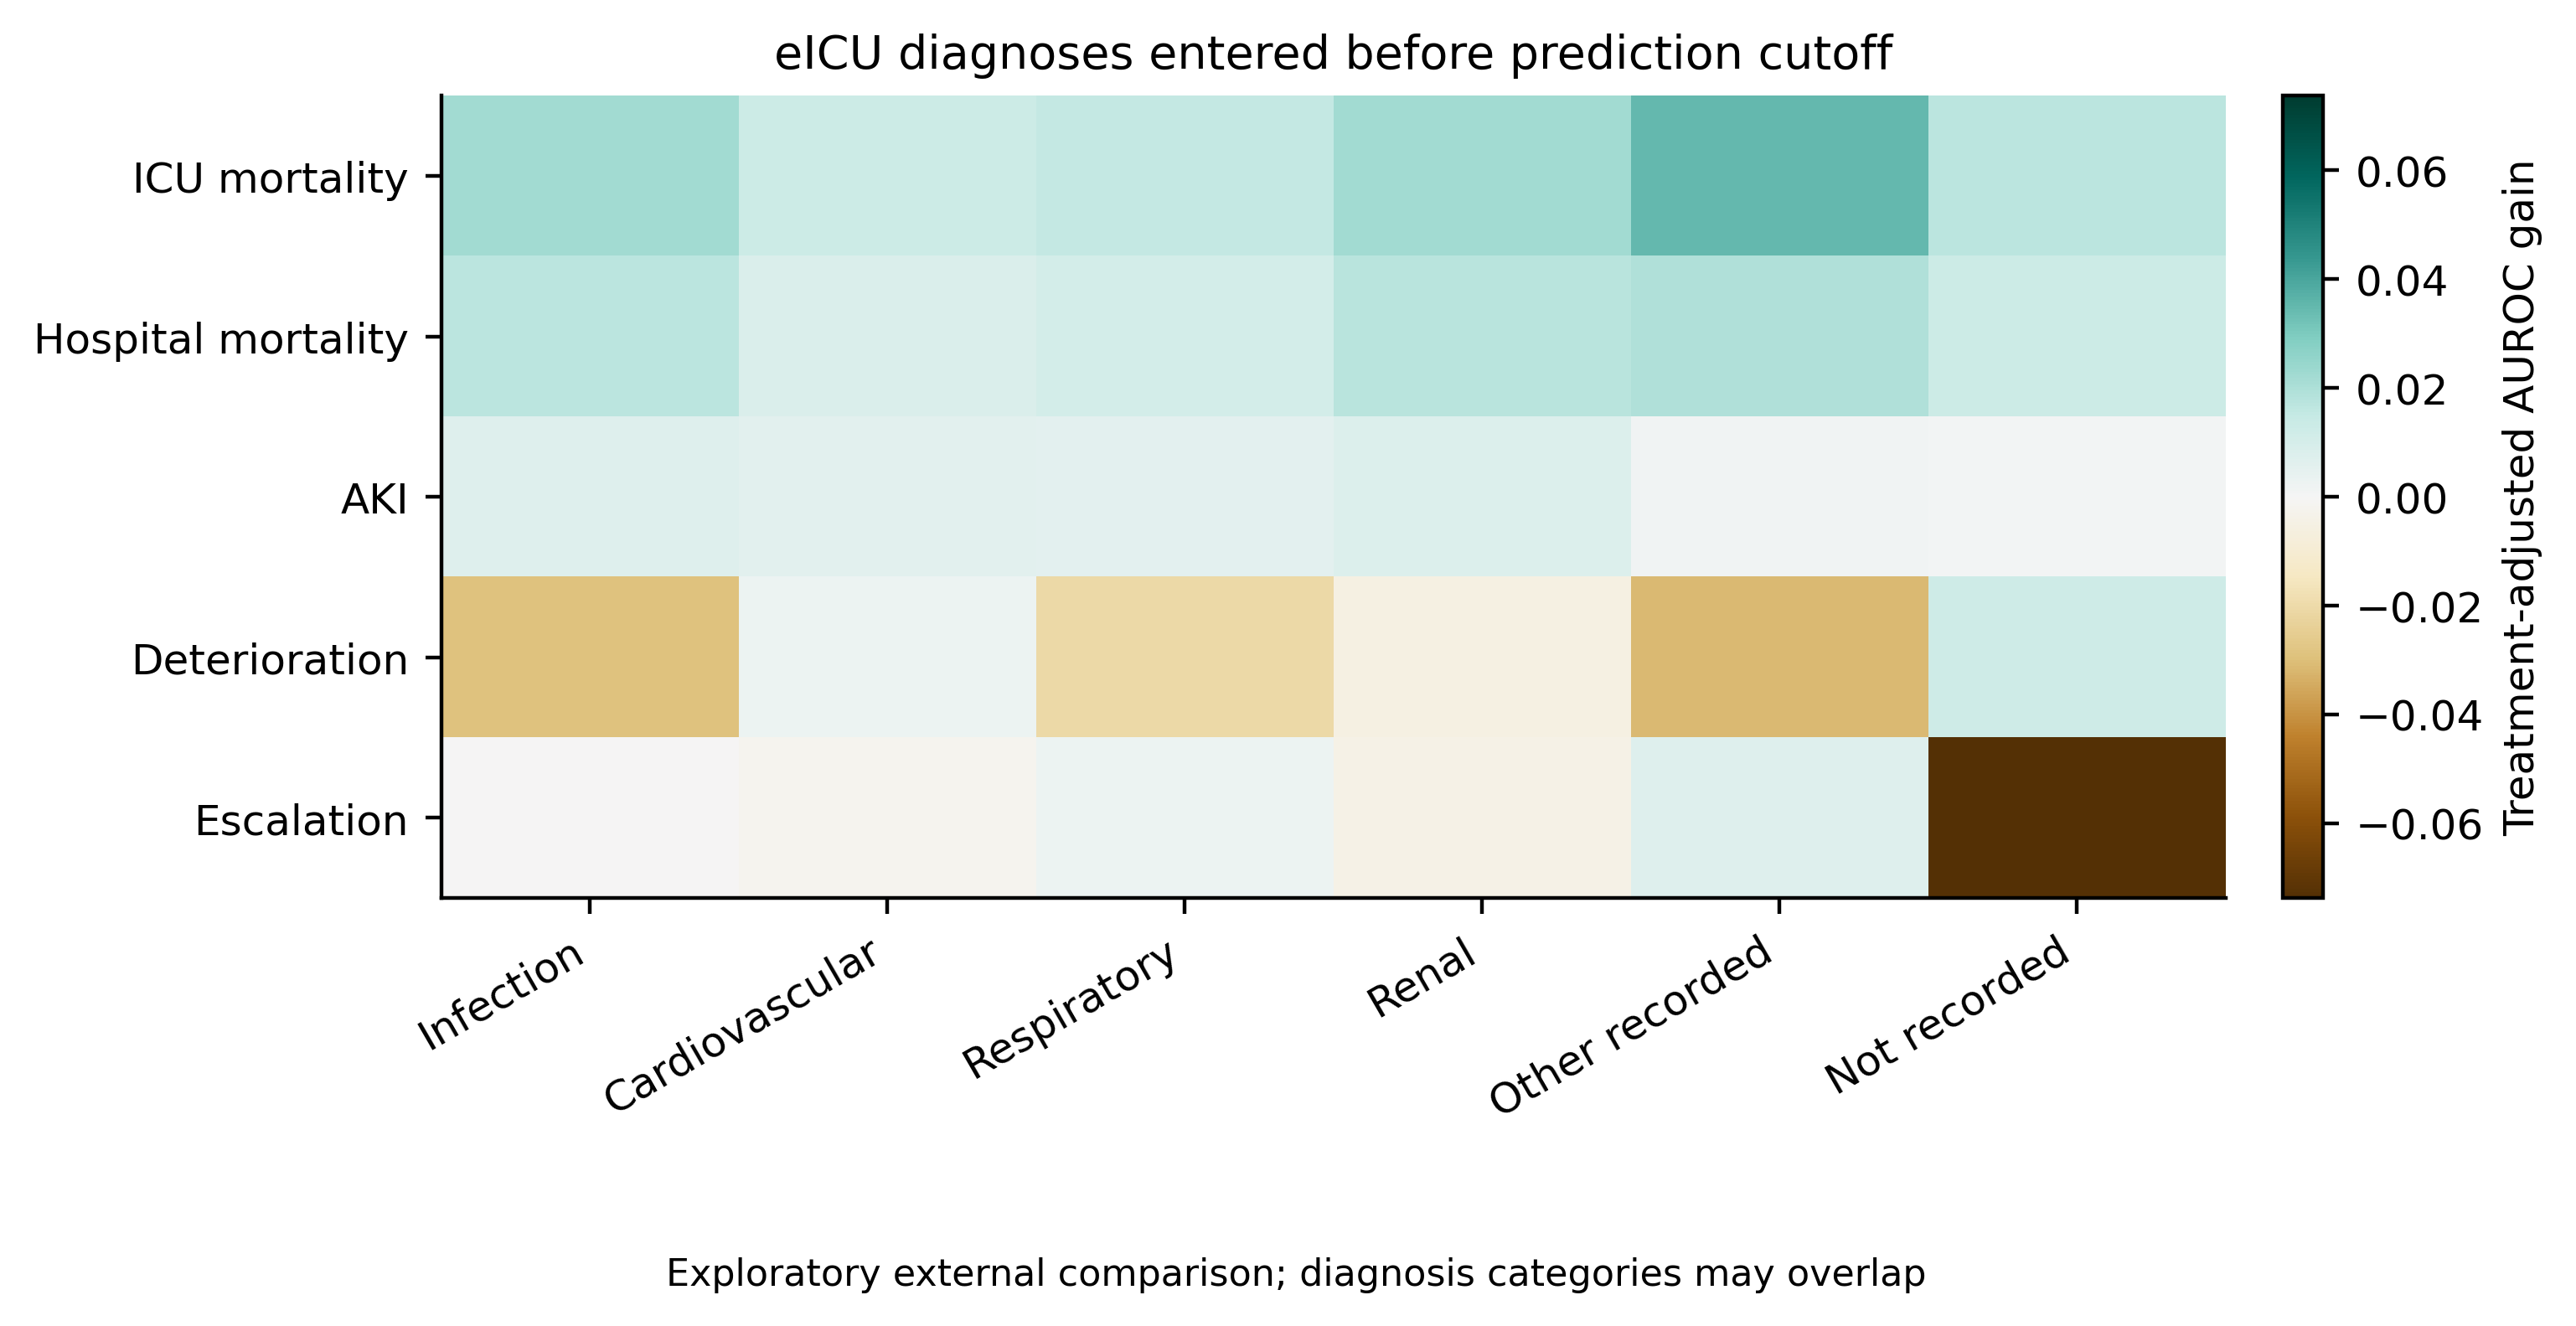 eICU diagnoses entered before prediction cutoff
ICU mortality
Hospital mortality
AKI
Deterioration
Escalation
Infection
Cardiovascular
Respiratory
Renal
Other recorded
Not recorded
0.06
0.04
0.02
0.00
−0.02
−0.04
−0.06
Treatment-adjusted AUROC gain
Exploratory external comparison; diagnosis categories may overlap